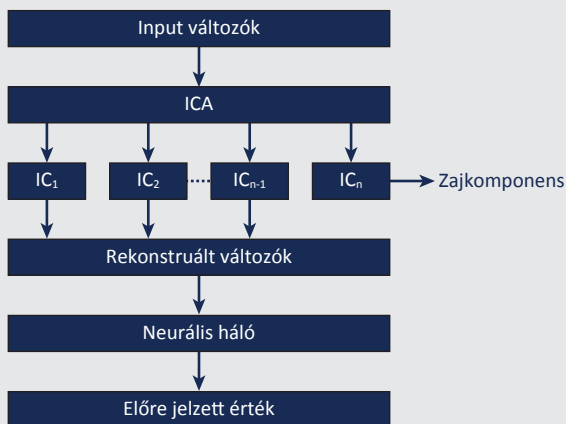 Input változók
ICA
IC₁ IC₂ ICₙ₋₁ ICₙ Zajkomponens
Rekonstruált változók
Neurális háló
Előre jelzett érték